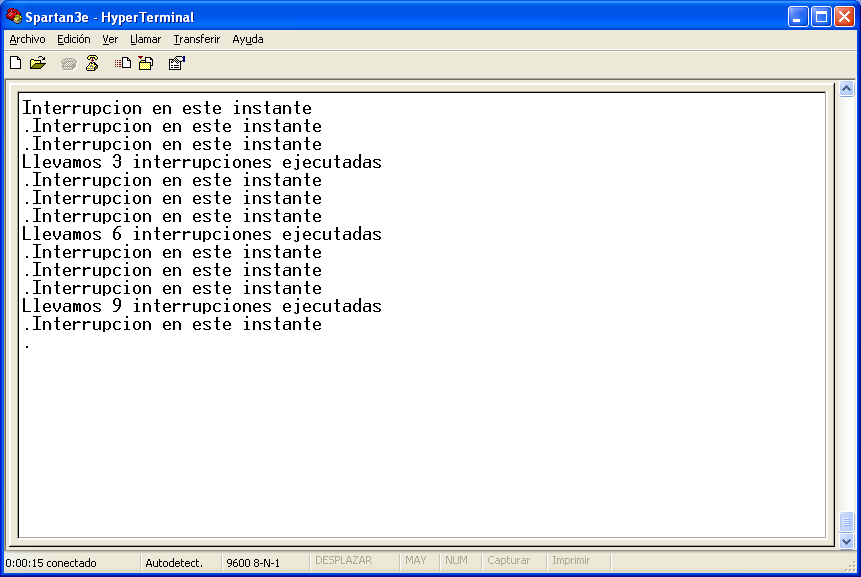 Spartan3e - HyperTerminal
Archivo Edición Ver Llamar Transferir Ayuda
Interrupcion en este instante
.Interrupcion en este instante
.Interrupcion en este instante
Llevamos 3 interrupciones ejecutadas
.Interrupcion en este instante
.Interrupcion en este instante
.Interrupcion en este instante
Llevamos 6 interrupciones ejecutadas
.Interrupcion en este instante
.Interrupcion en este instante
.Interrupcion en este instante
Llevamos 9 interrupciones ejecutadas
.Interrupcion en este instante
.
0:00:15 conectado Autodetect. 9600 8-N-1 DESPLAZAR MAY NUM Capturar Imprimir